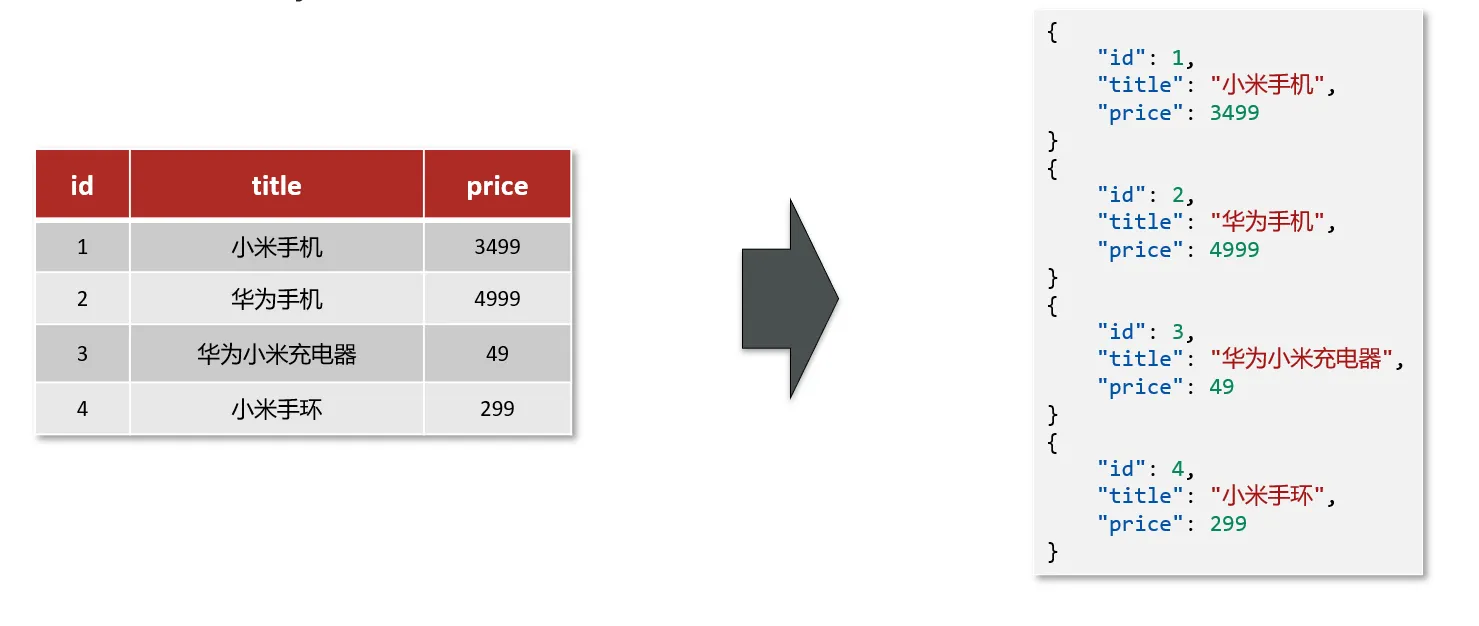 id title price
1 小米手机 3499
2 华为手机 4999
3 华为小米充电器 49
4 小米手环 299
{
"id": 1,
"title": "小米手机",
"price": 3499
}
{
"id": 2,
"title": "华为手机",
"price": 4999
}
{
"id": 3,
"title": "华为小米充电器",
"price": 49
}
{
"id": 4,
"title": "小米手环",
"price": 299
}